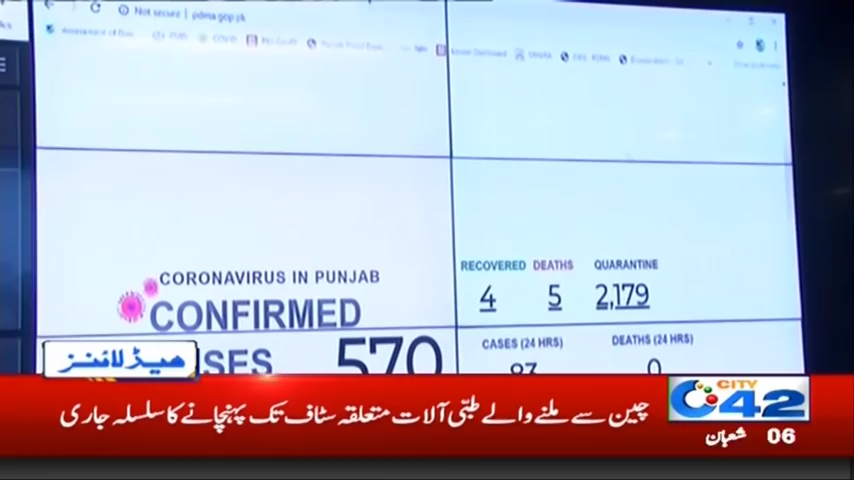 Not secure | pdma.gop.pk
CORONAVIRUS IN PUNJAB
CONFIRMED
SES 570
RECOVERED DEATHS QUARANTINE
4 5 2,179
CASES (24 HRS) DEATHS (24 HRS)
93 0
ہیڈلائنز
چین سے ملنے والے طبّی آلات متعلقہ سٹاف تک پہنچانے کا سلسلہ جاری
CITY
42
شعبان 06